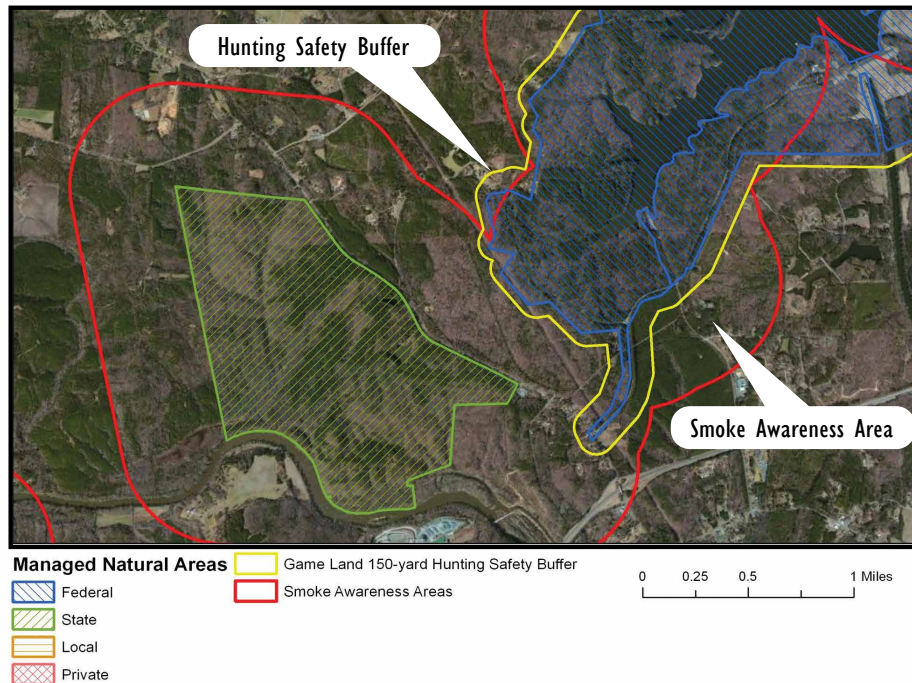 Hunting Safety Buffer
Smoke Awareness Area
Managed Natural Areas
Federal
State
Local
Private
Game Land 150-yard Hunting Safety Buffer
Smoke Awareness Areas
0 0.25 0.5 1 Miles